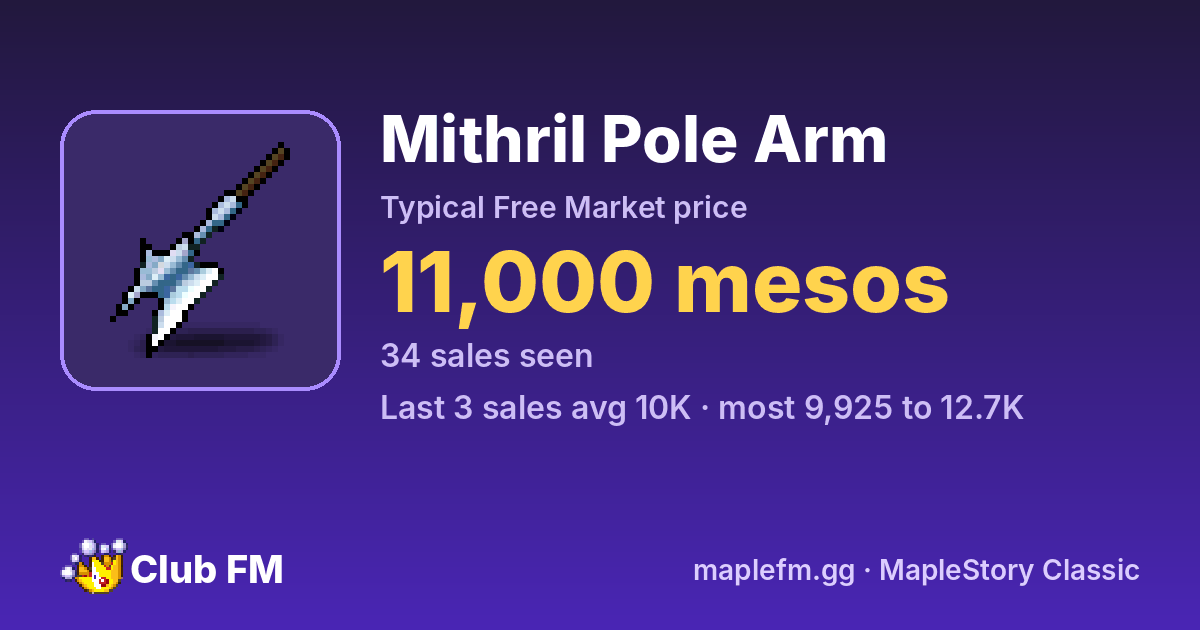 Mithril Pole Arm
Typical Free Market price
11,000 mesos
34 sales seen
Last 3 sales avg 10K · most 9,925 to 12.7K
Club FM
maplefm.gg · MapleStory Classic